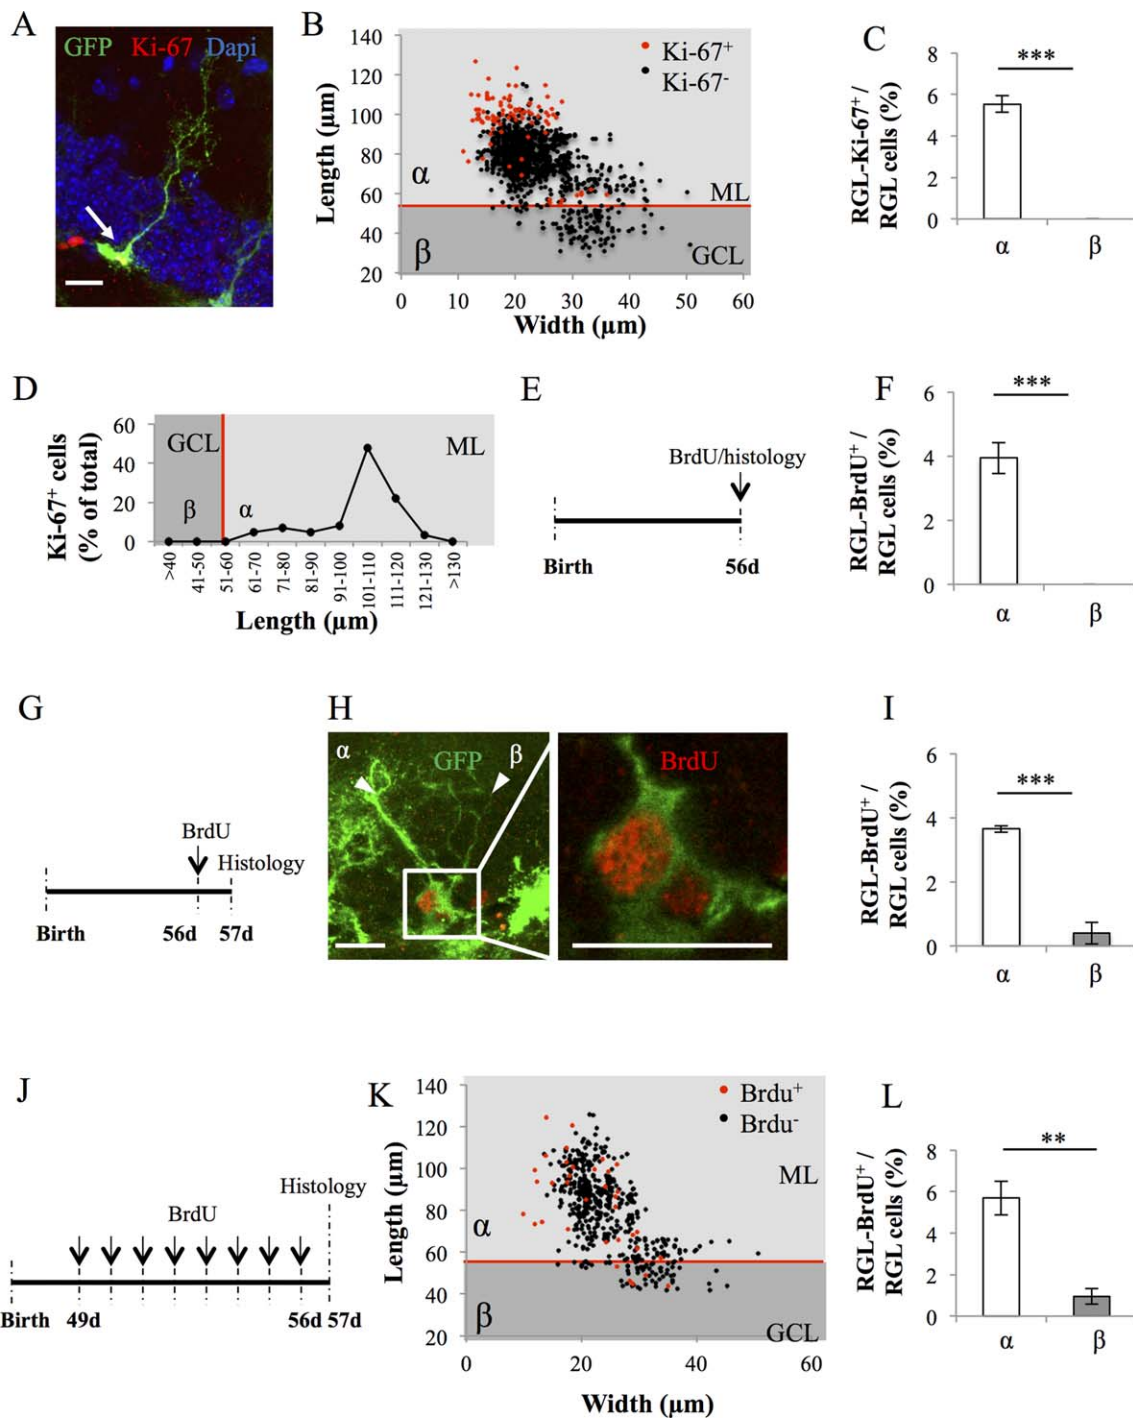 A
GFP Ki-67 Dapi
B
Length (μm)
140
120
100
80
60
40
20
Ki-67⁺
Ki-67⁻
α
β
ML
GCL
0 10 20 30 40 50 60
Width (μm)
C
RGL-Ki-67⁺ /
RGL cells (%)
8
6
4
2
0
***
α β
D
Ki-67⁺ cells
(% of total)
60
40
20
0
GCL
ML
β
α
>40
41-50
51-60
61-70
71-80
81-90
91-100
101-110
111-120
121-130
>130
Length (μm)
E
BrdU/histology
Birth 56d
F
RGL-BrdU⁺ /
RGL cells (%)
6
4
2
0
***
α β
G
BrdU
Histology
Birth 56d 57d
H
α GFP β
BrdU
I
RGL-BrdU⁺ /
RGL cells (%)
6
4
2
0
***
α β
J
Histology
BrdU
Birth 49d 56d 57d
K
Length (μm)
140
120
100
80
60
40
20
Brdu⁺
Brdu⁻
ML
α
β
GCL
0 20 40 60
Width (μm)
L
RGL-BrdU⁺ /
RGL cells (%)
8
6
4
2
0
**
α β